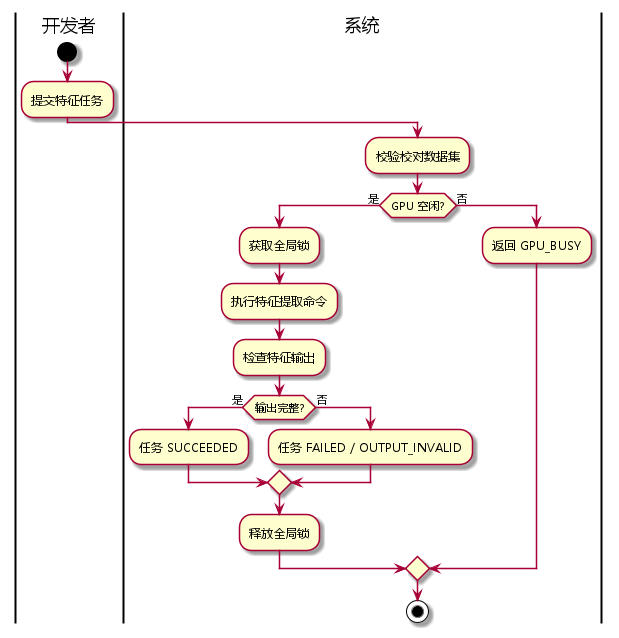 开发者
系统
提交特征任务
校验校对数据集
GPU 空闲?
是
否
获取全局锁
返回 GPU_BUSY
执行特征提取命令
检查特征输出
输出完整?
是
否
任务 SUCCEEDED
任务 FAILED / OUTPUT_INVALID
释放全局锁